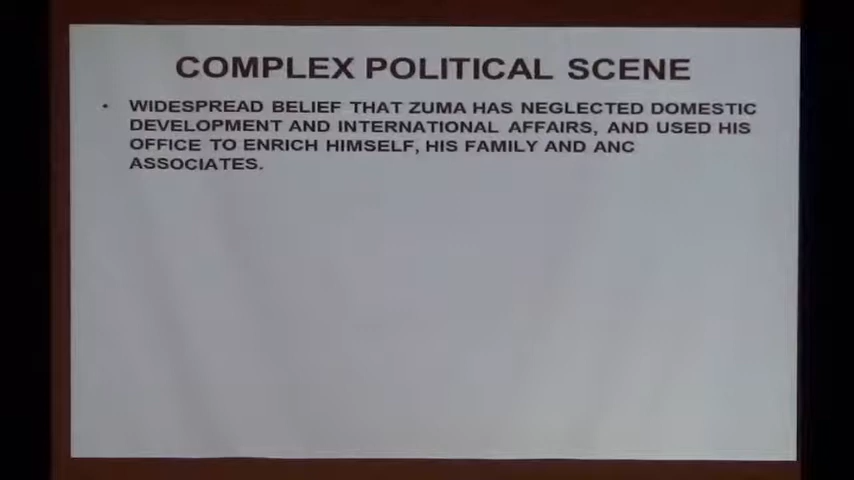 COMPLEX POLITICAL SCENE
• WIDESPREAD BELIEF THAT ZUMA HAS NEGLECTED DOMESTIC
DEVELOPMENT AND INTERNATIONAL AFFAIRS, AND USED HIS
OFFICE TO ENRICH HIMSELF, HIS FAMILY AND ANC
ASSOCIATES.